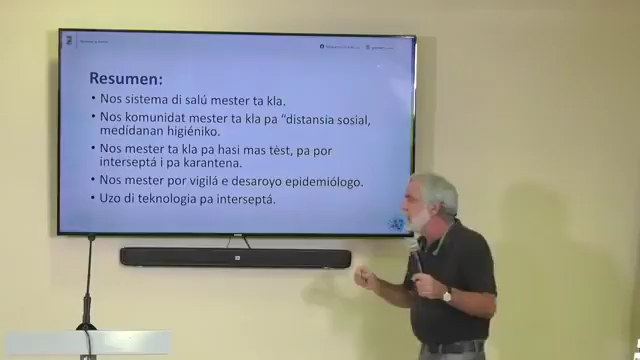 Resumen:
• Nos sistema di salú mester ta kla.
• Nos komunidat mester ta kla pa “distansia sosial,
medídanan higiéniko.
• Nos mester ta kla pa hasi mas tèst, pa por
interseptá i pa karantena.
• Nos mester por vigilá e desaroyo epidemiólogo.
• Uzo di teknologia pa interseptá.